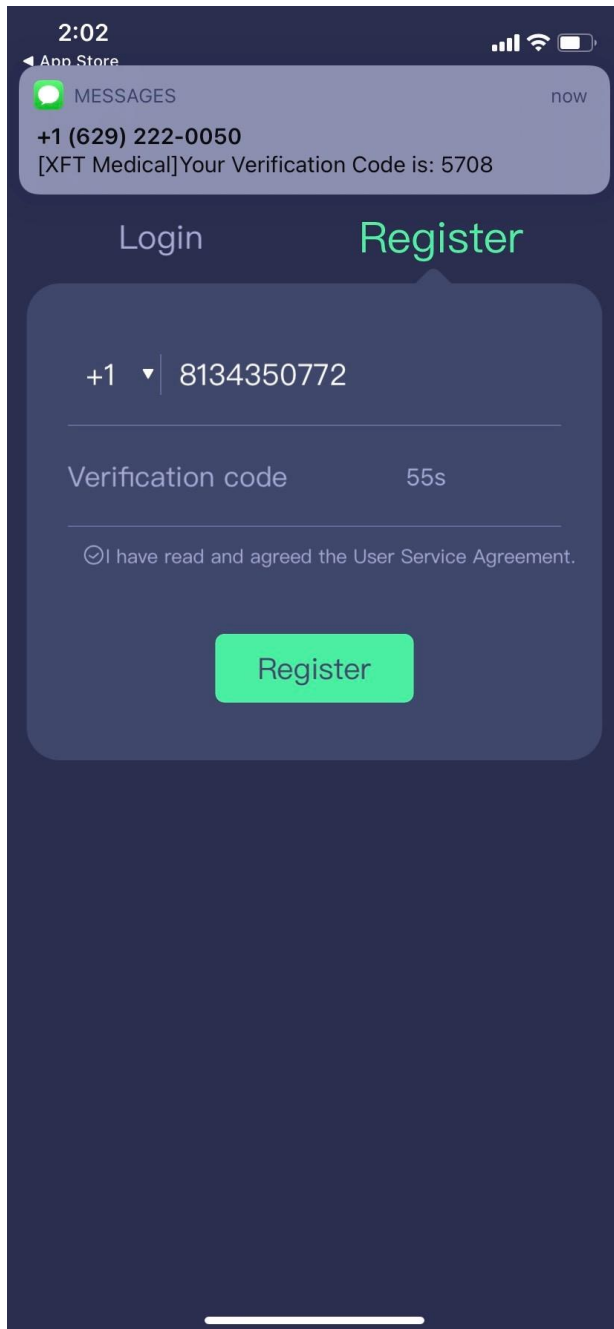 2:02
◀ App Store
MESSAGES now
+1 (629) 222-0050
[XFT Medical]Your Verification Code is: 5708
Login Register
+1 ▼ 8134350772
Verification code 55s
I have read and agreed the User Service Agreement.
Register